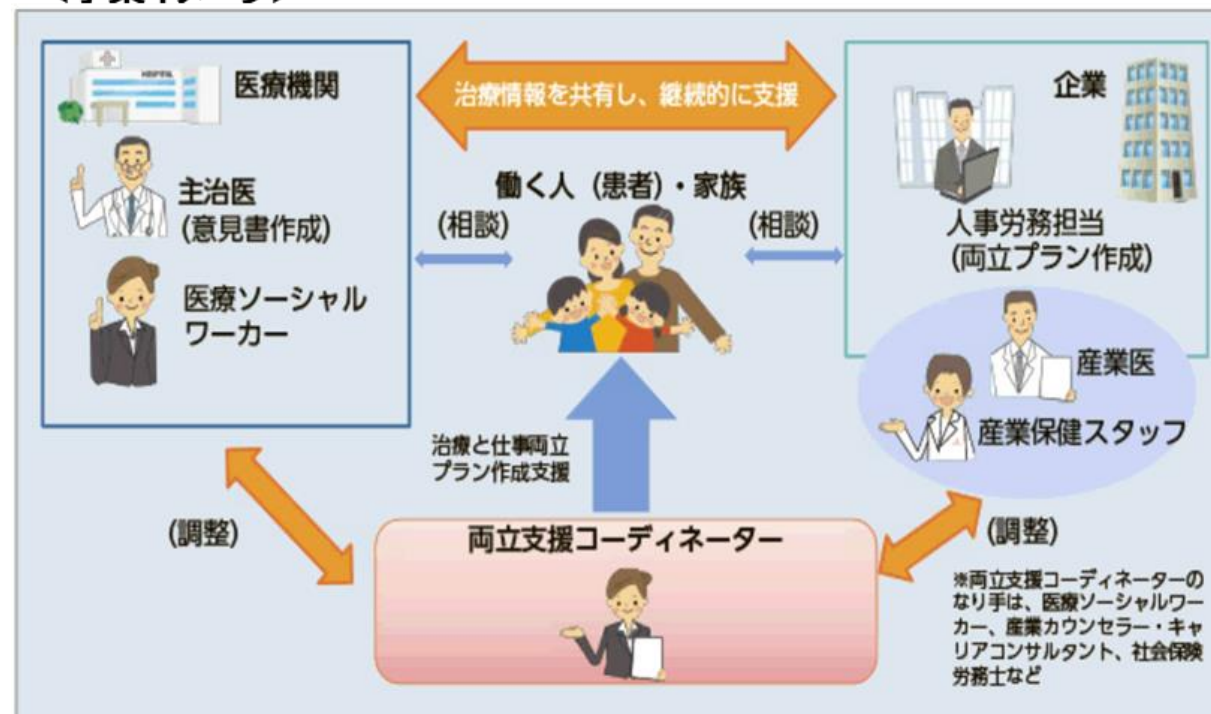 医療機関
主治医
(意見書作成)
医療ソーシャル
ワーカー
治療情報を共有し、継続的に支援
働く人（患者）・家族
(相談)
(相談)
企業
人事労務担当
(両立プラン作成)
産業医
産業保健スタッフ
治療と仕事両立
プラン作成支援
(調整)
両立支援コーディネーター
(調整)
※両立支援コーディネーターの
なり手は、医療ソーシャルワー
カー、産業カウンセラー・キャ
リアコンサルタント、社会保険
労務士など